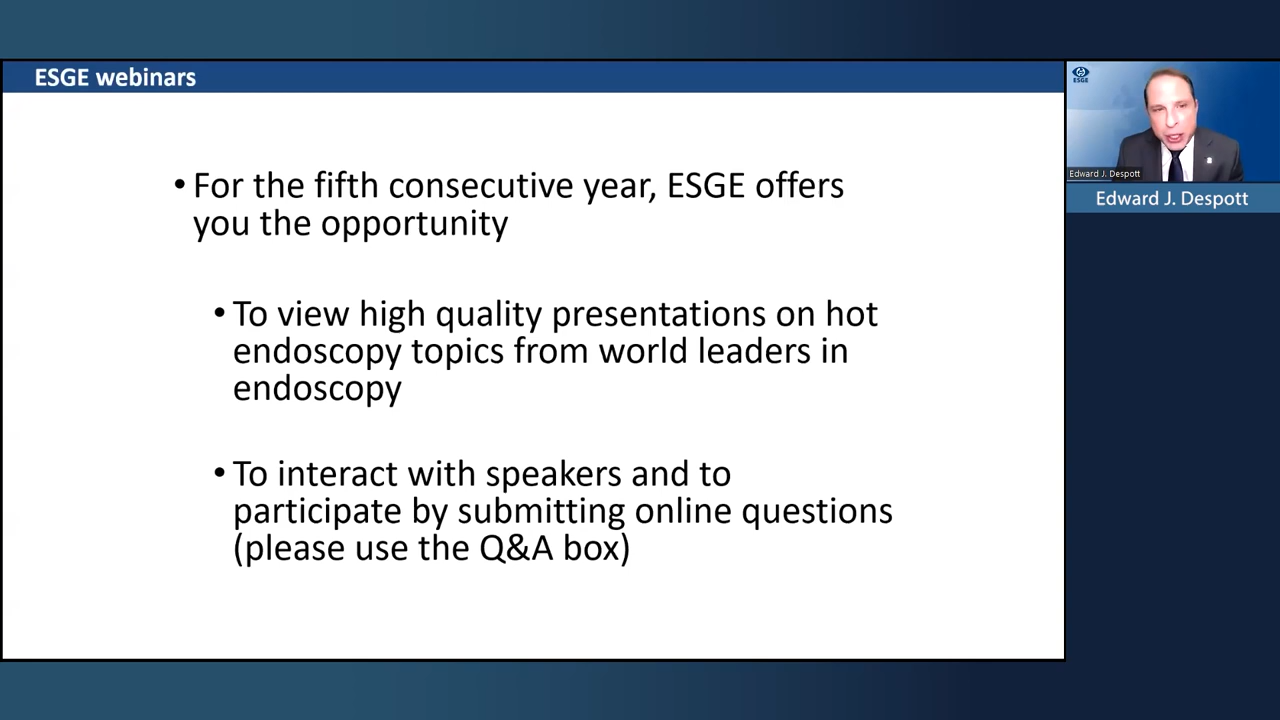 ESGE webinars
• For the fifth consecutive year, ESGE offers
you the opportunity
• To view high quality presentations on hot
endoscopy topics from world leaders in
endoscopy
• To interact with speakers and to
participate by submitting online questions
(please use the Q&A box)
ESGE
Edward J. Despott
Edward J. Despott